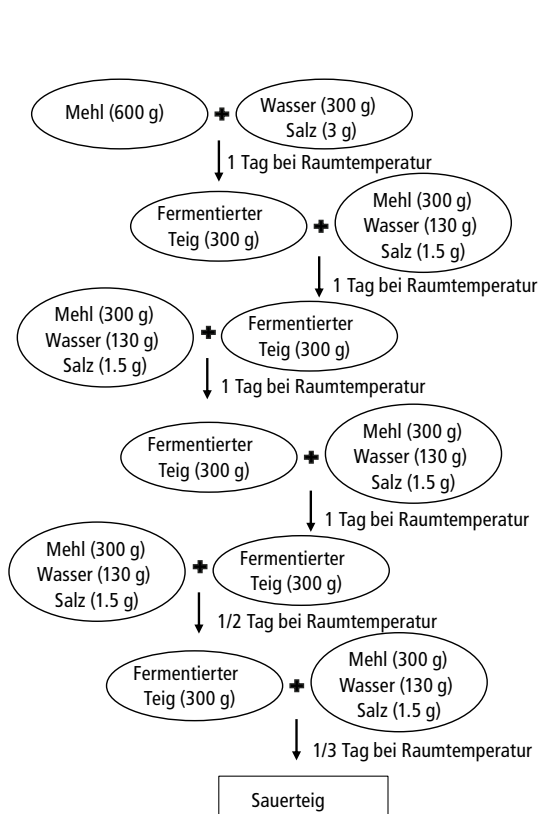 Mehl (600 g)
Wasser (300 g)
Salz (3 g)
1 Tag bei Raumtemperatur
Fermentierter
Teig (300 g)
Mehl (300 g)
Wasser (130 g)
Salz (1.5 g)
1 Tag bei Raumtemperatur
Mehl (300 g)
Wasser (130 g)
Salz (1.5 g)
Fermentierter
Teig (300 g)
1 Tag bei Raumtemperatur
Fermentierter
Teig (300 g)
Mehl (300 g)
Wasser (130 g)
Salz (1.5 g)
1 Tag bei Raumtemperatur
Mehl (300 g)
Wasser (130 g)
Salz (1.5 g)
Fermentierter
Teig (300 g)
1/2 Tag bei Raumtemperatur
Fermentierter
Teig (300 g)
Mehl (300 g)
Wasser (130 g)
Salz (1.5 g)
1/3 Tag bei Raumtemperatur
Sauerteig